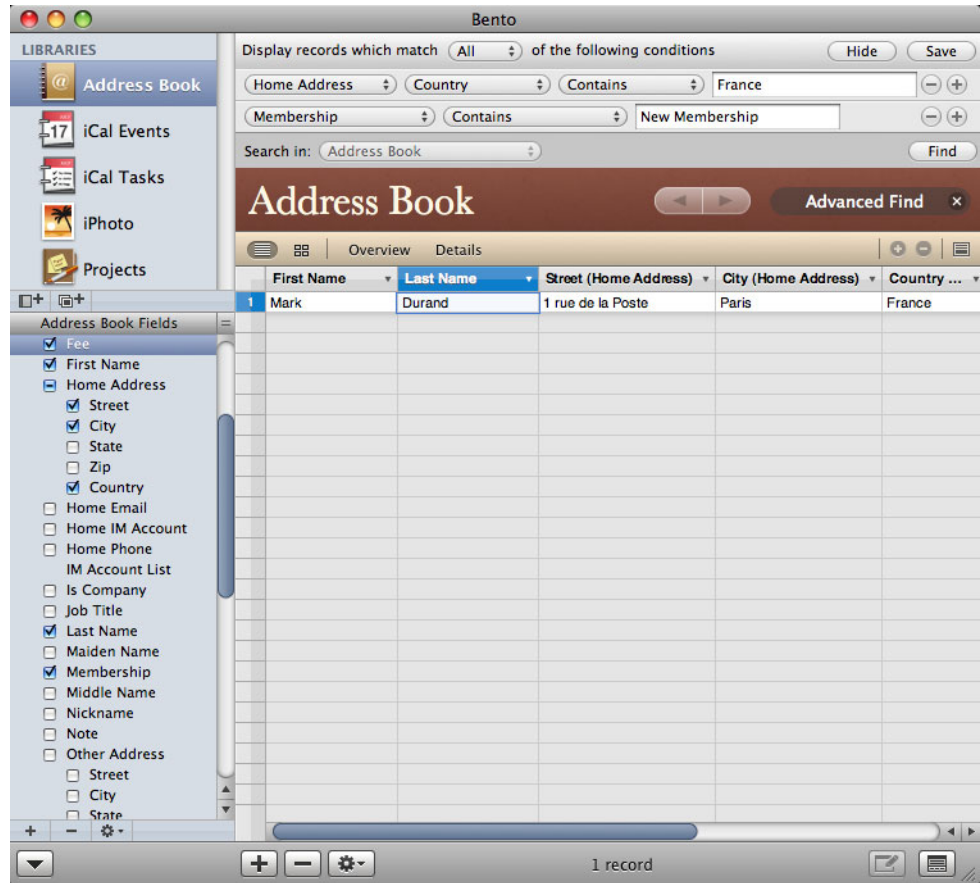 Bento
LIBRARIES
Address Book
iCal Events
iCal Tasks
iPhoto
Projects
Address Book Fields
Fee
First Name
Home Address
Street
City
State
Zip
Country
Home Email
Home IM Account
Home Phone
IM Account List
Is Company
Job Title
Last Name
Maiden Name
Membership
Middle Name
Nickname
Note
Other Address
Street
City
State
Display records which match All of the following conditions Hide Save
Home Address Country Contains France
Membership Contains New Membership
Search in: Address Book Find
Address Book Advanced Find
Overview Details
First Name Last Name Street (Home Address) City (Home Address) Country ...
1 Mark Durand 1 rue de la Poste Paris France
1 record